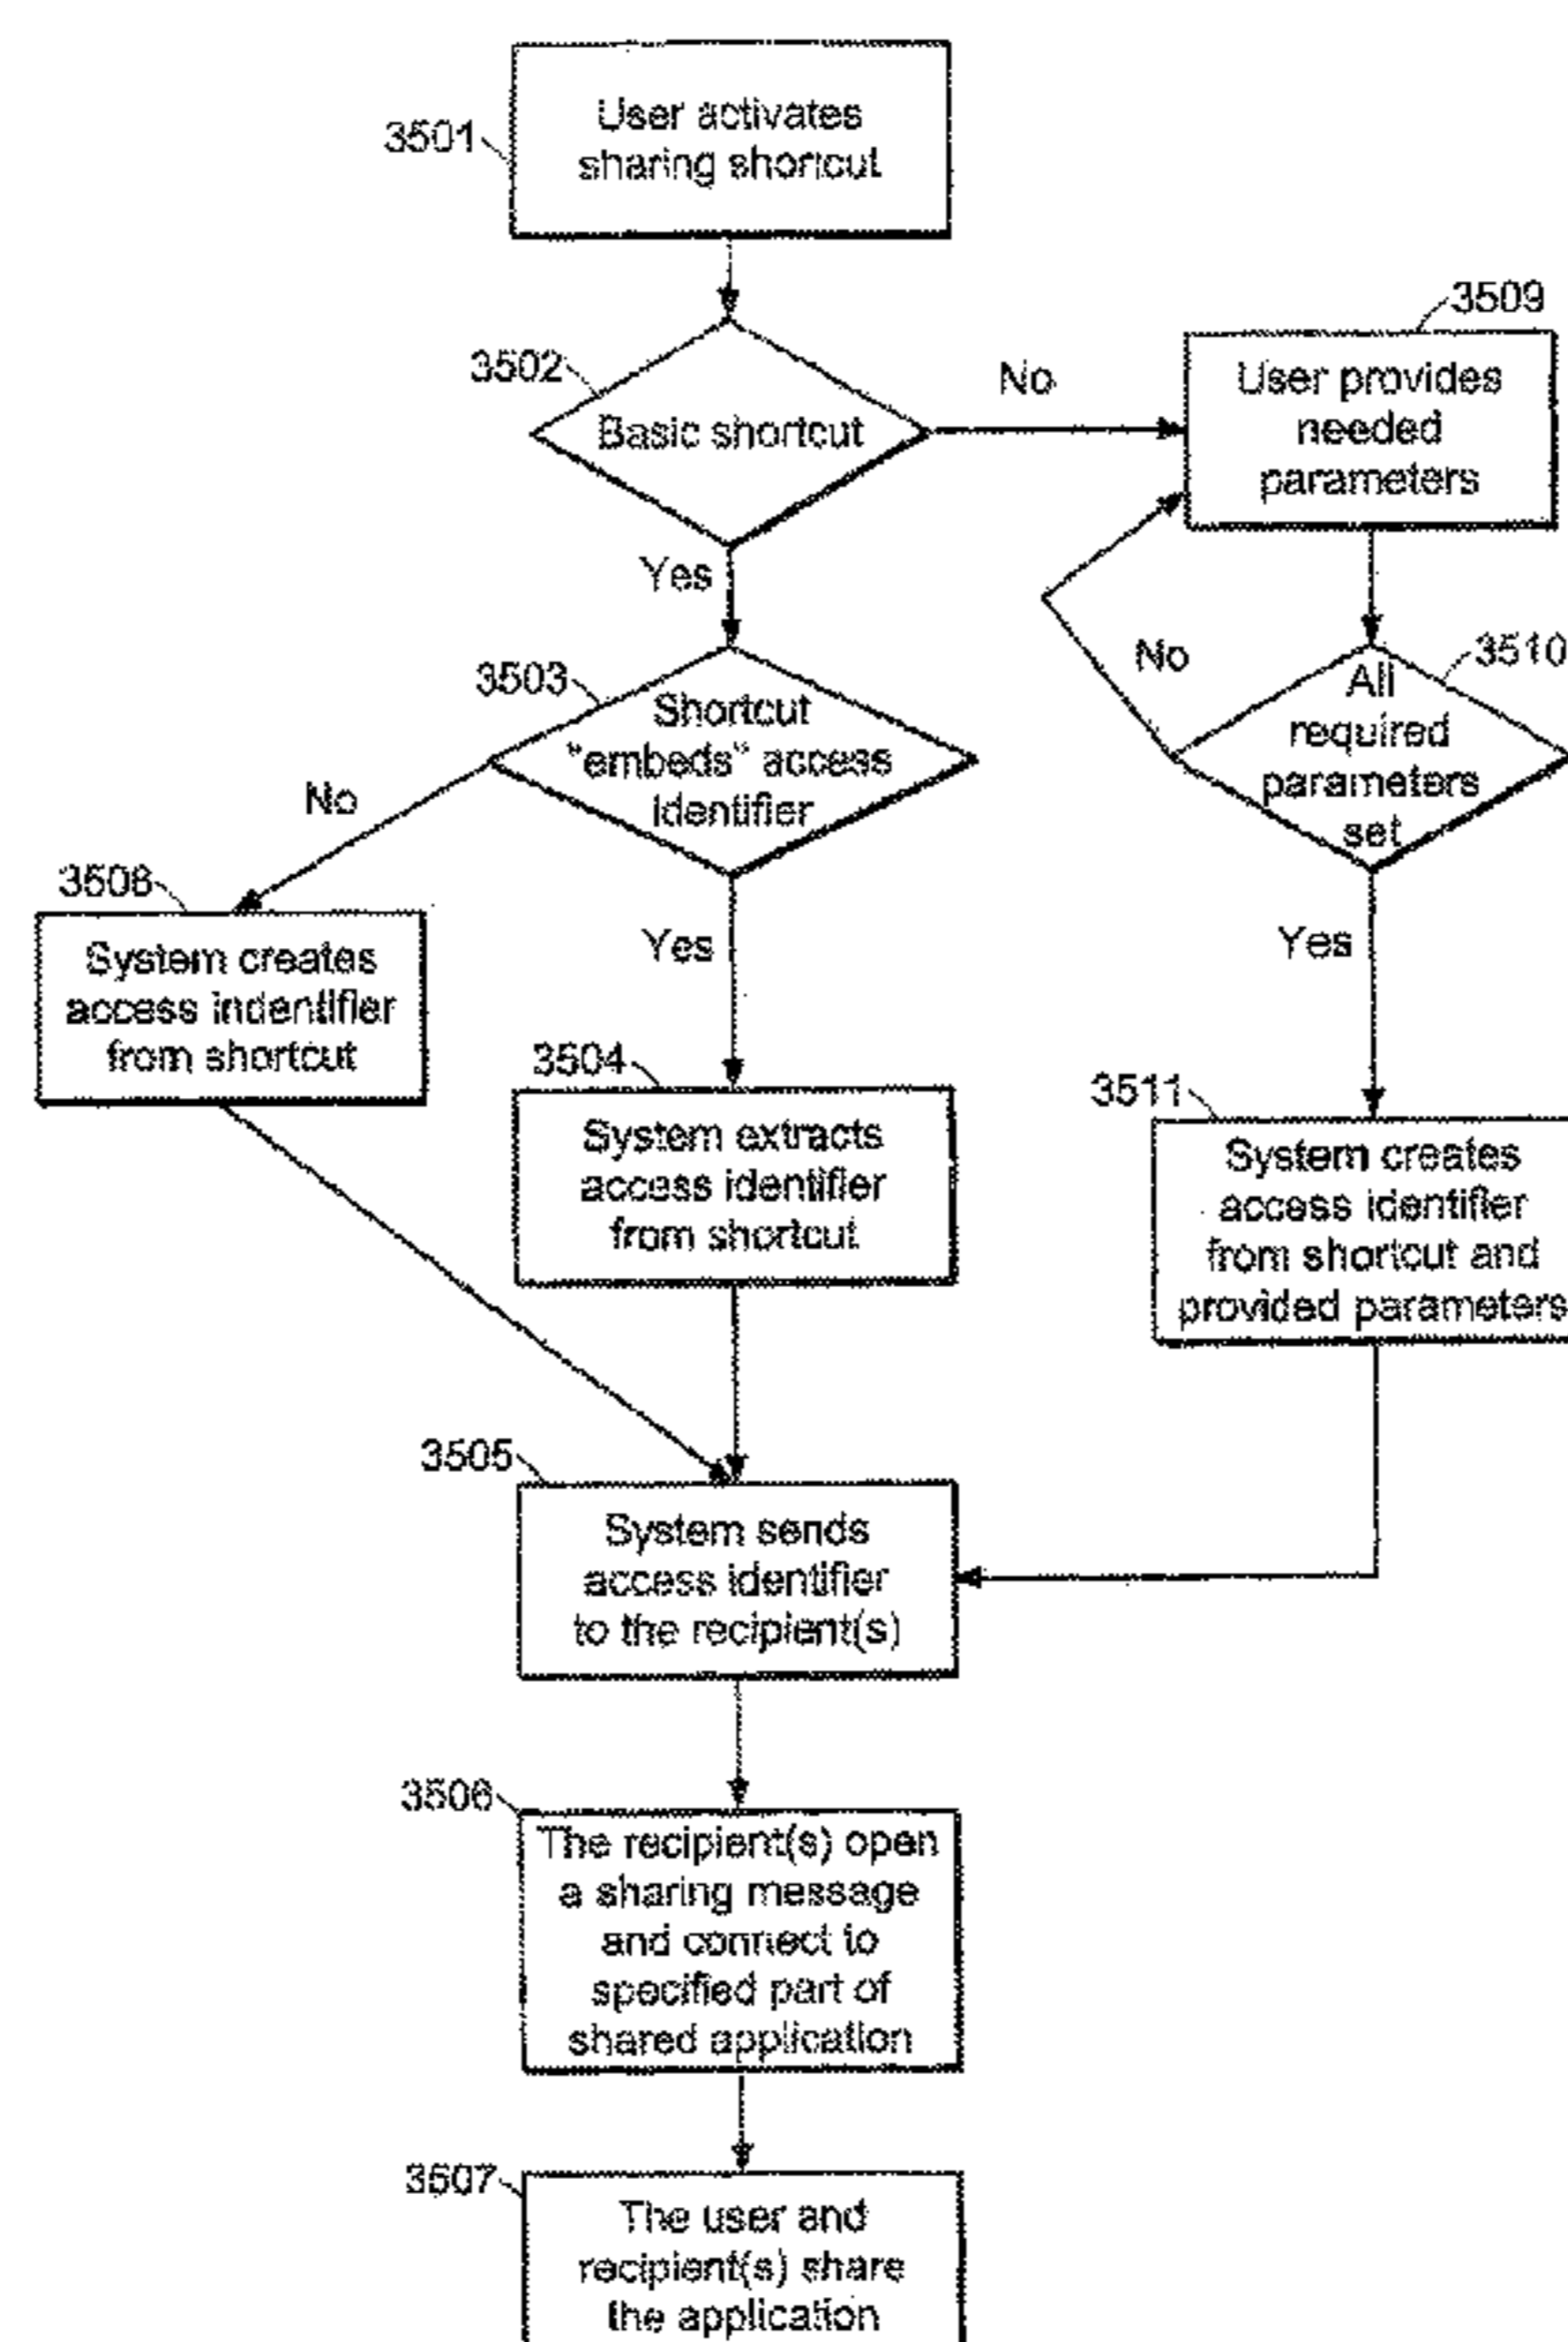 3501
User activates
sharing shortcut
3502
Basic shortcut
No
3509
User provides
needed
parameters
Yes
3503
Shortcut
"embeds" access
identifier
No
3510
All
required
parameters
set
No
3508
System creates
access indentifier
from shortcut
Yes
3504
System extracts
access identifier
from shortcut
Yes
3511
System creates
access identifier
from shortcut and
provided parameters
3505
System sends
access identifier
to the recipient(s)
3506
The recipient(s) open
a sharing message
and connect to
specified part of
shared application
3507
The user and
recipient(s) share
the application